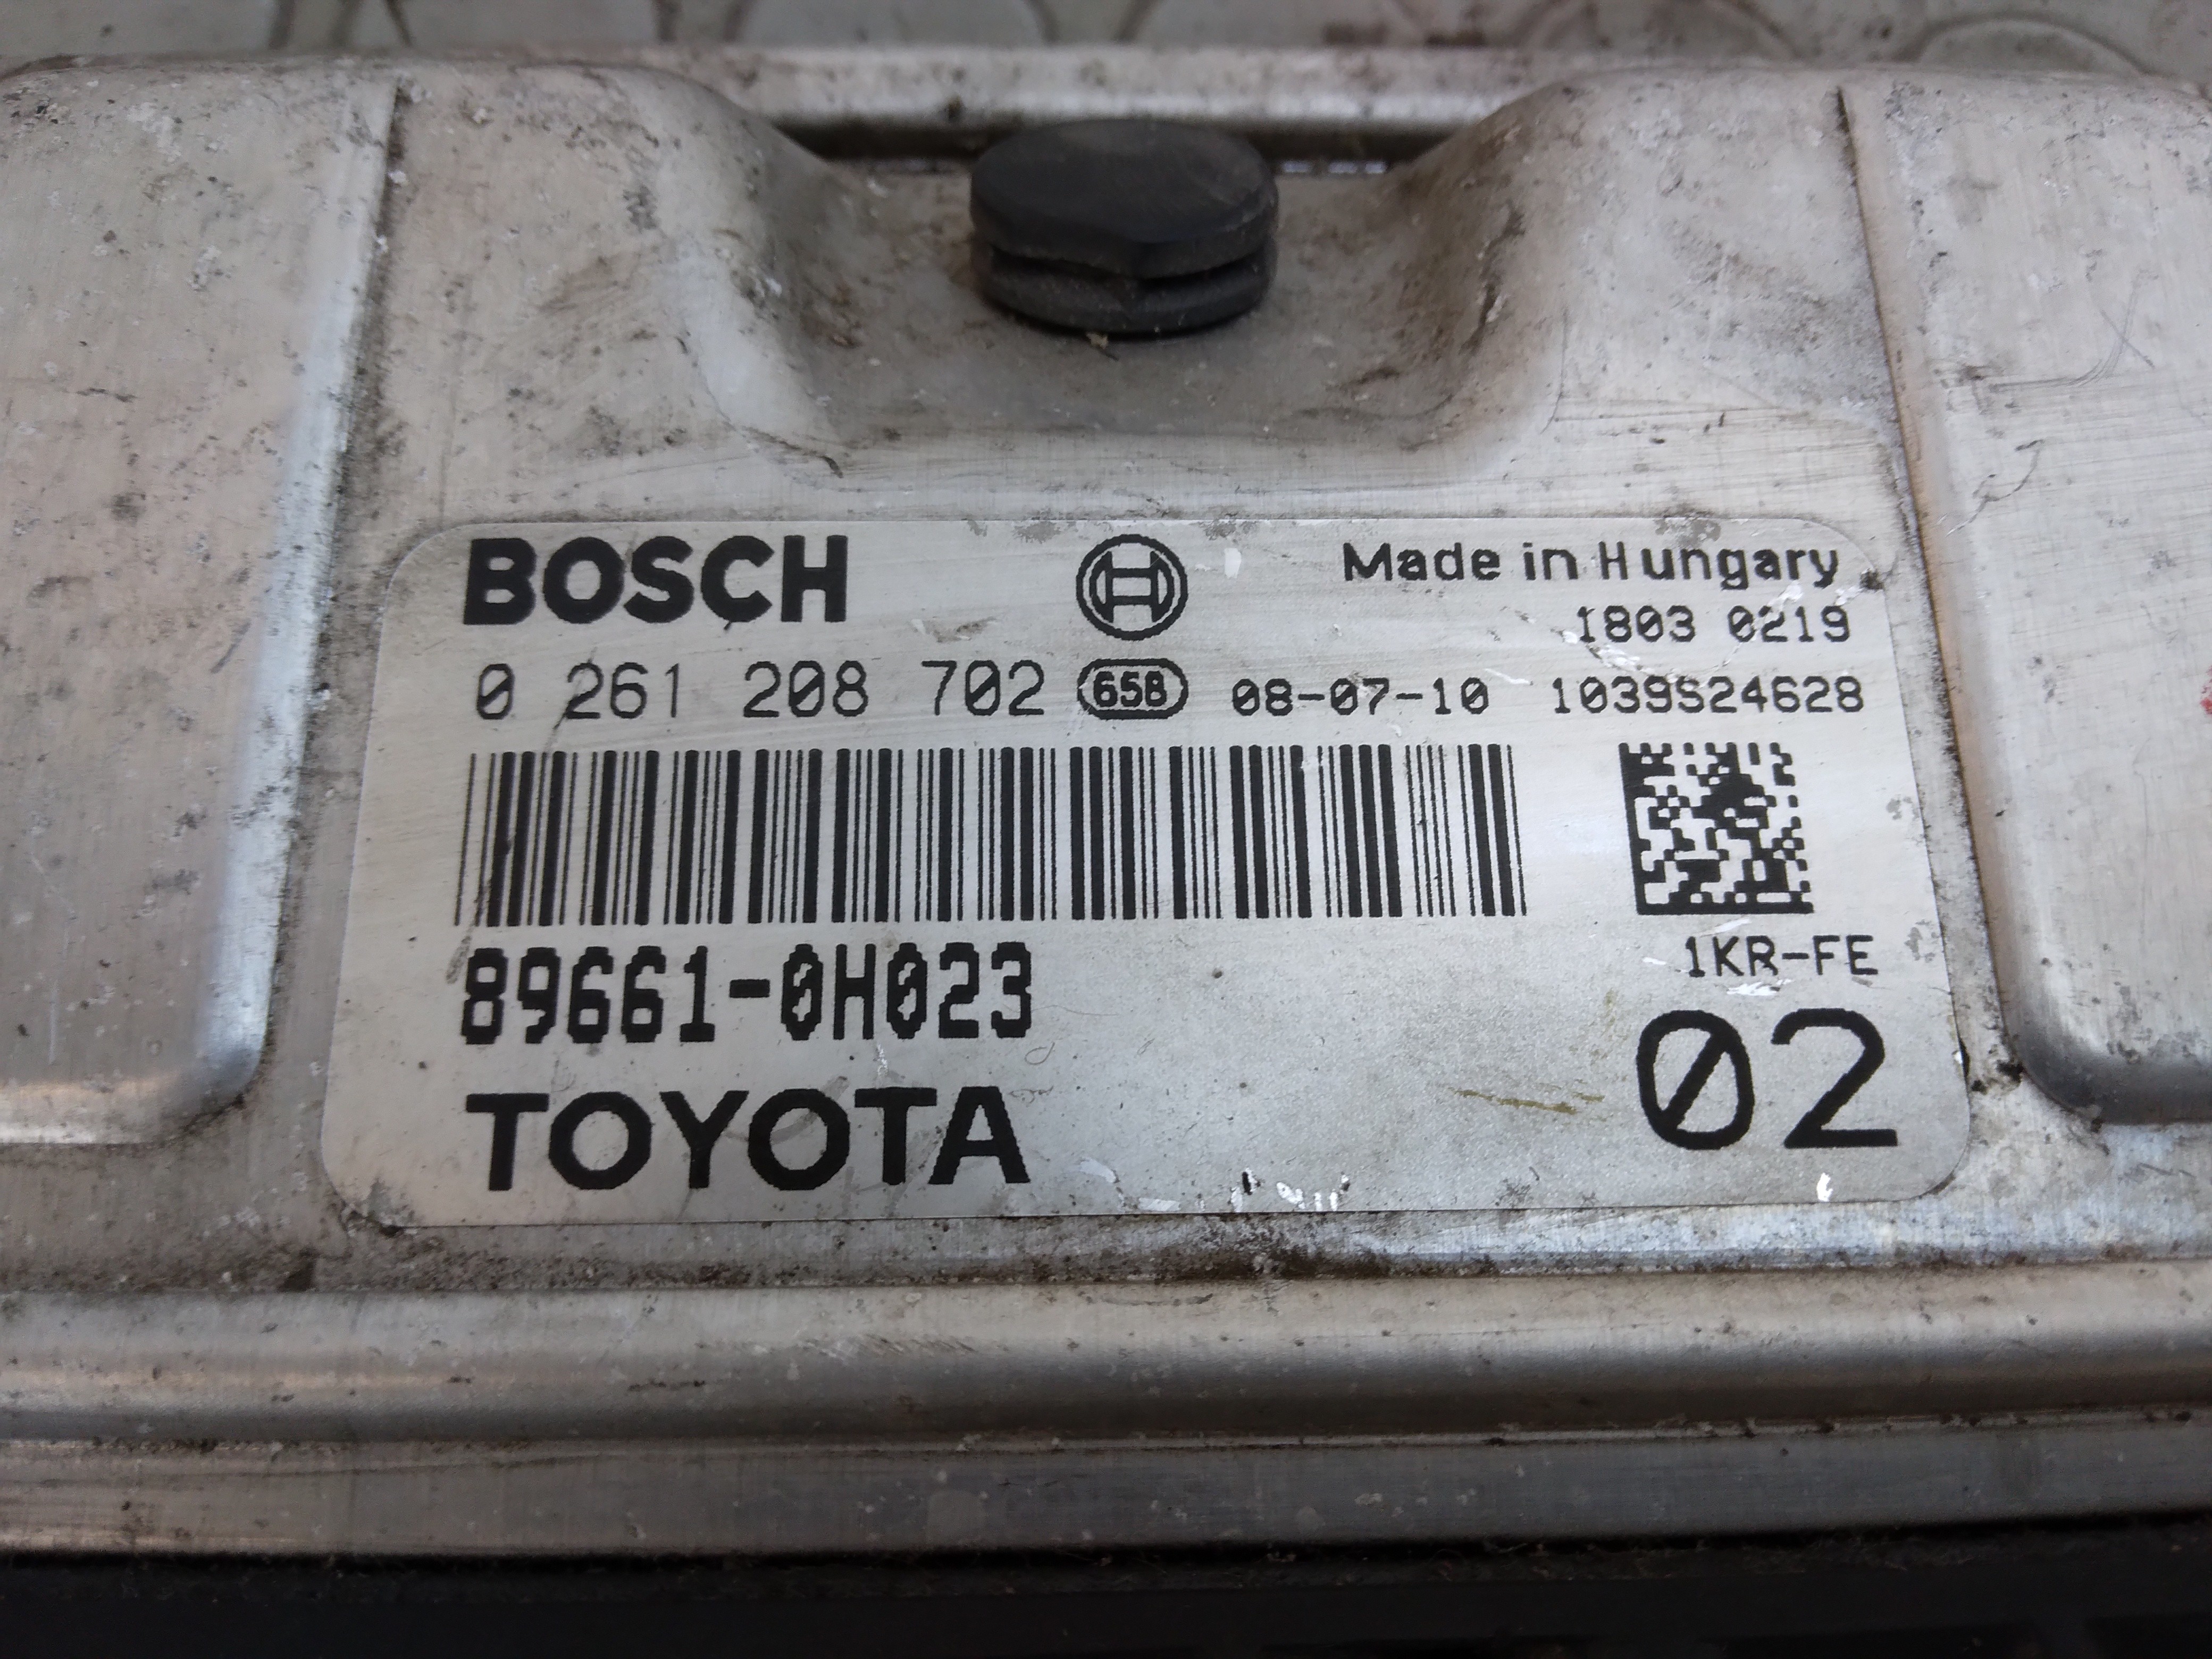 BOSCH
Made in Hungary
1803 0219
0 261 208 702 65B 08-07-10 1039S24628
89661-0H023
1KR-FE
TOYOTA
02